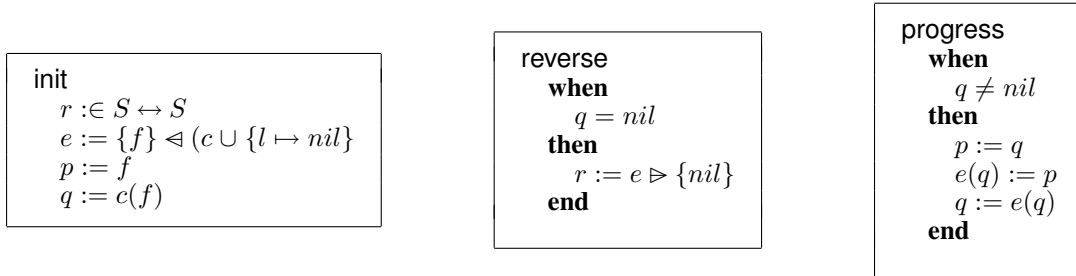 init
r :∈ S ↔ S
e := {f} ⩤ (c ∪ {l ↦ nil}
p := f
q := c(f)
reverse
when
q = nil
then
r := e ⩥ {nil}
end
progress
when
q ≠ nil
then
p := q
e(q) := p
q := e(q)
end